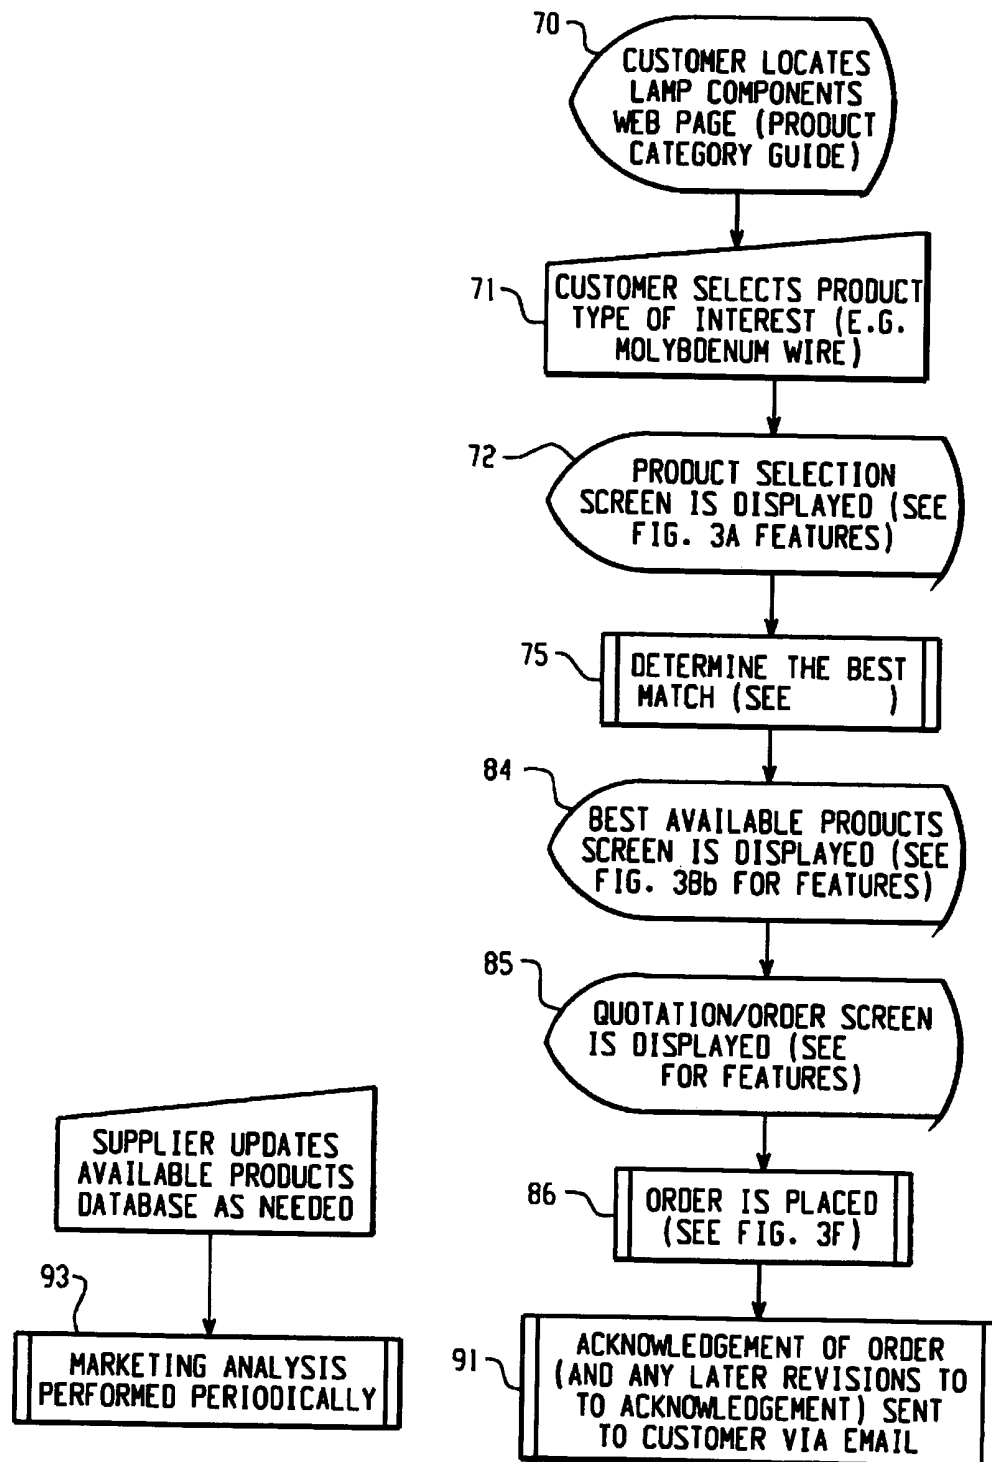 70
CUSTOMER LOCATES
LAMP COMPONENTS
WEB PAGE (PRODUCT
CATEGORY GUIDE)
71
CUSTOMER SELECTS PRODUCT
TYPE OF INTEREST (E.G.
MOLYBDENUM WIRE)
72
PRODUCT SELECTION
SCREEN IS DISPLAYED (SEE
FIG. 3A FEATURES)
75
DETERMINE THE BEST
MATCH (SEE )
84
BEST AVAILABLE PRODUCTS
SCREEN IS DISPLAYED (SEE
FIG. 3Bb FOR FEATURES)
85
QUOTATION/ORDER SCREEN
IS DISPLAYED (SEE
FOR FEATURES)
86
ORDER IS PLACED
(SEE FIG. 3F)
91
ACKNOWLEDGEMENT OF ORDER
(AND ANY LATER REVISIONS TO
TO ACKNOWLEDGEMENT) SENT
TO CUSTOMER VIA EMAIL
SUPPLIER UPDATES
AVAILABLE PRODUCTS
DATABASE AS NEEDED
93
MARKETING ANALYSIS
PERFORMED PERIODICALLY